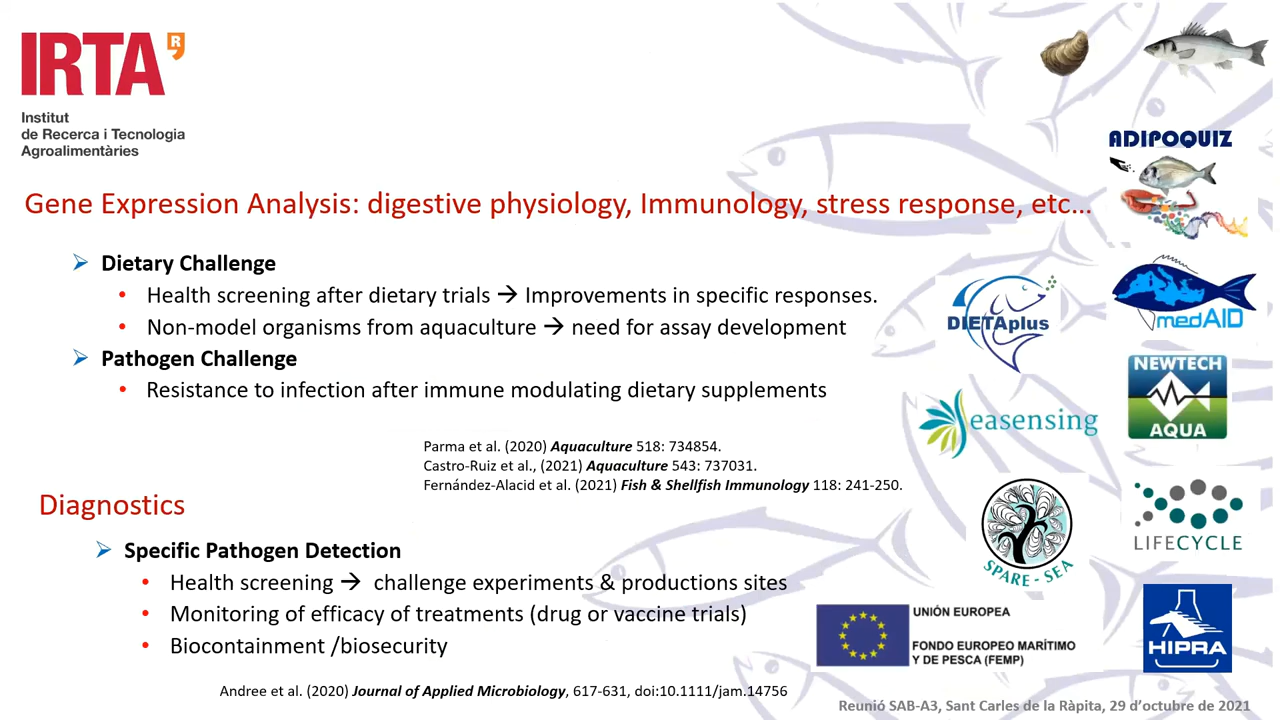 IRTA R
Institut
de Recerca i Tecnologia
Agroalimentàries
ADIPOQUIZ
Gene Expression Analysis: digestive physiology, Immunology, stress response, etc...
➢ Dietary Challenge
• Health screening after dietary trials → Improvements in specific responses.
• Non-model organisms from aquaculture → need for assay development
➢ Pathogen Challenge
• Resistance to infection after immune modulating dietary supplements
DIETAplus
medAID
NEWTECH
AQUA
Seasensing
Parma et al. (2020) Aquaculture 518: 734854.
Castro-Ruiz et al., (2021) Aquaculture 543: 737031.
Fernández-Alacid et al. (2021) Fish & Shellfish Immunology 118: 241-250.
Diagnostics
➢ Specific Pathogen Detection
• Health screening → challenge experiments & productions sites
• Monitoring of efficacy of treatments (drug or vaccine trials)
• Biocontainment /biosecurity
SPARE-SEA
LIFECYCLE
UNIÓN EUROPEA
FONDO EUROPEO MARÍTIMO
Y DE PESCA (FEMP)
HIPRA
Andree et al. (2020) Journal of Applied Microbiology, 617-631, doi:10.1111/jam.14756
Reunió SAB-A3, Sant Carles de la Ràpita, 29 d'octubre de 2021